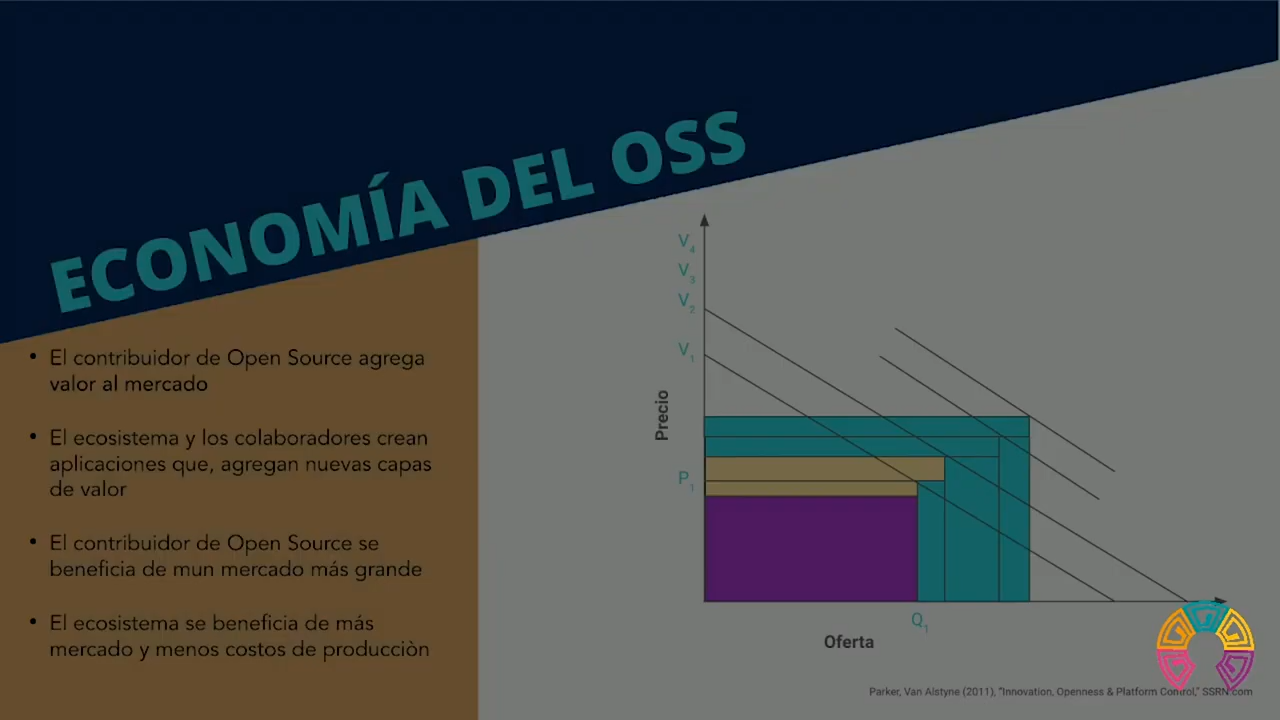 ECONOMÍA DEL OSS
• El contribuidor de Open Source agrega
valor al mercado
• El ecosistema y los colaboradores crean
aplicaciones que, agregan nuevas capas
de valor
• El contribuidor de Open Source se
beneficia de mun mercado más grande
• El ecosistema se beneficia de más
mercado y menos costos de producciòn
V4
V3
V2
V1
Precio
P1
Q1
Oferta
Parker, Van Alstyne (2011), “Innovation, Openness & Platform Control,” SSRN.com